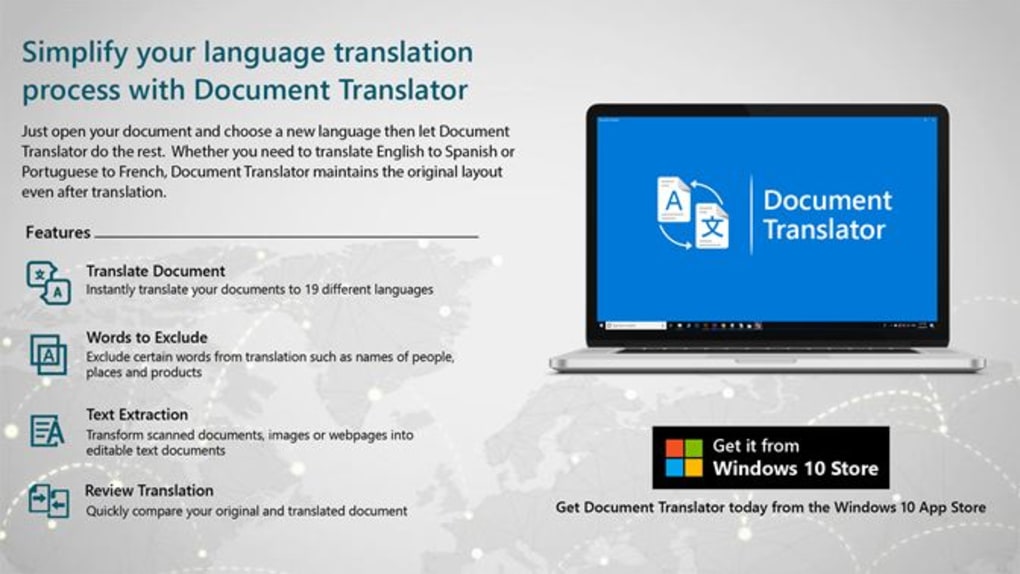 Simplify your language translation
process with Document Translator
Just open your document and choose a new language then let Document
Translator do the rest. Whether you need to translate English to Spanish or
Portuguese to French, Document Translator maintains the original layout
even after translation.
Features
Translate Document
Instantly translate your documents to 19 different languages
Words to Exclude
Exclude certain words from translation such as names of people,
places and products
Text Extraction
Transform scanned documents, images or webpages into
editable text documents
Review Translation
Quickly compare your original and translated document
A
文
Document
Translator
Get it from
Windows 10 Store
Get Document Translator today from the Windows 10 App Store